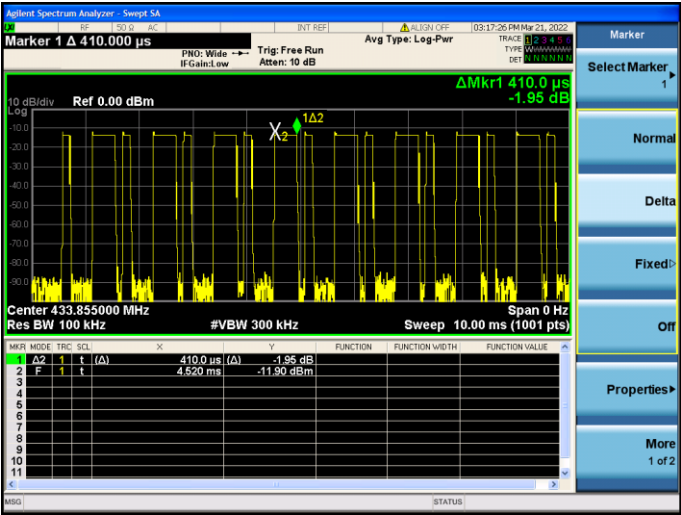 Agilent Spectrum Analyzer - Swept SA
RF 50 Ω AC INT REF ALIGN OFF 03:17:26 PM Mar 21, 2022
Marker 1 Δ 410.000 µs
PNO: Wide
IFGain:Low
Trig: Free Run
Atten: 10 dB
Avg Type: Log-Pwr
TRACE 1 2 3 4 5 6
TYPE
DET N N N N N N
ΔMkr1 410.0 µs
-1.95 dB
10 dB/div Ref 0.00 dBm
Log
-10.0
-20.0
-30.0
-40.0
-50.0
-60.0
-70.0
-80.0
-90.0
X2
1Δ2
Center 433.855000 MHz Span 0 Hz
Res BW 100 kHz #VBW 300 kHz Sweep 10.00 ms (1001 pts)
MKR MODE TRC SCL X Y FUNCTION FUNCTION WIDTH FUNCTION VALUE
1 Δ2 1 t (Δ) 410.0 µs (Δ) -1.95 dB
2 F 1 t 4.520 ms -11.90 dBm
3
4
5
6
7
8
9
10
11
MSG STATUS
Marker
Select Marker
1
Normal
Delta
Fixed
Off
Properties
More
1 of 2